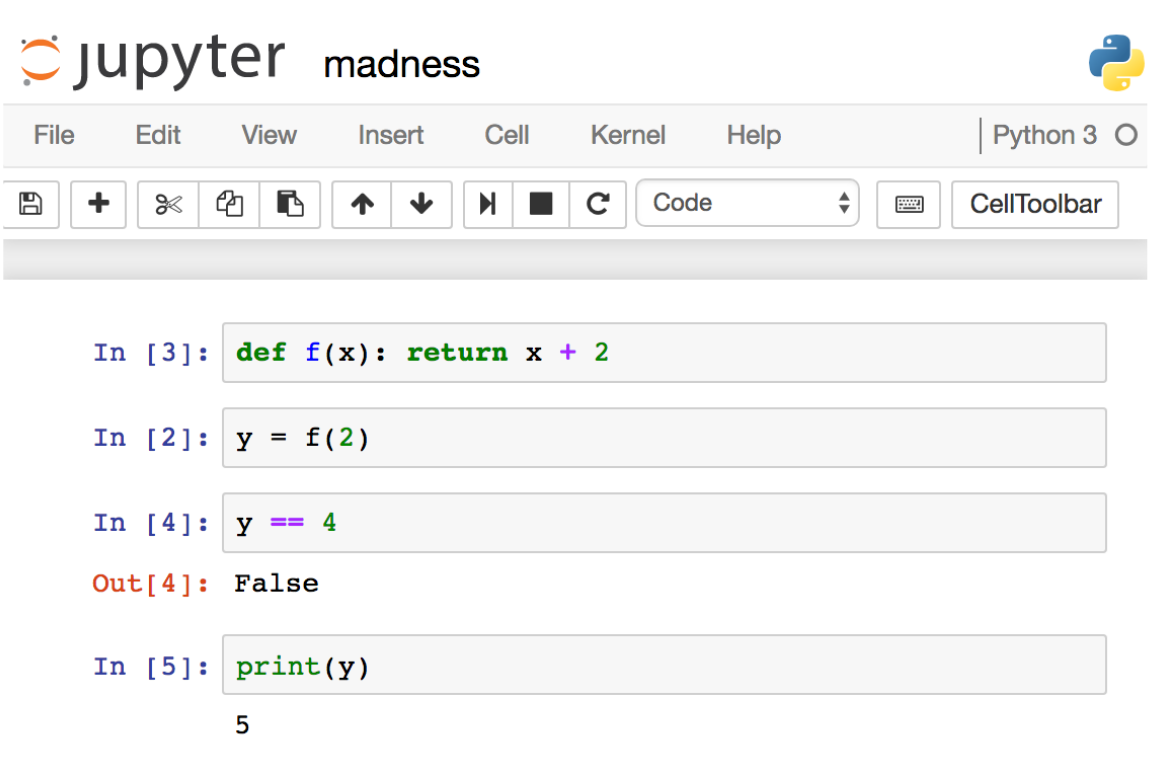 jupyter madness
File Edit View Insert Cell Kernel Help Python 3
Code CellToolbar
In [3]: def f(x): return x + 2
In [2]: y = f(2)
In [4]: y == 4
Out[4]: False
In [5]: print(y)
5